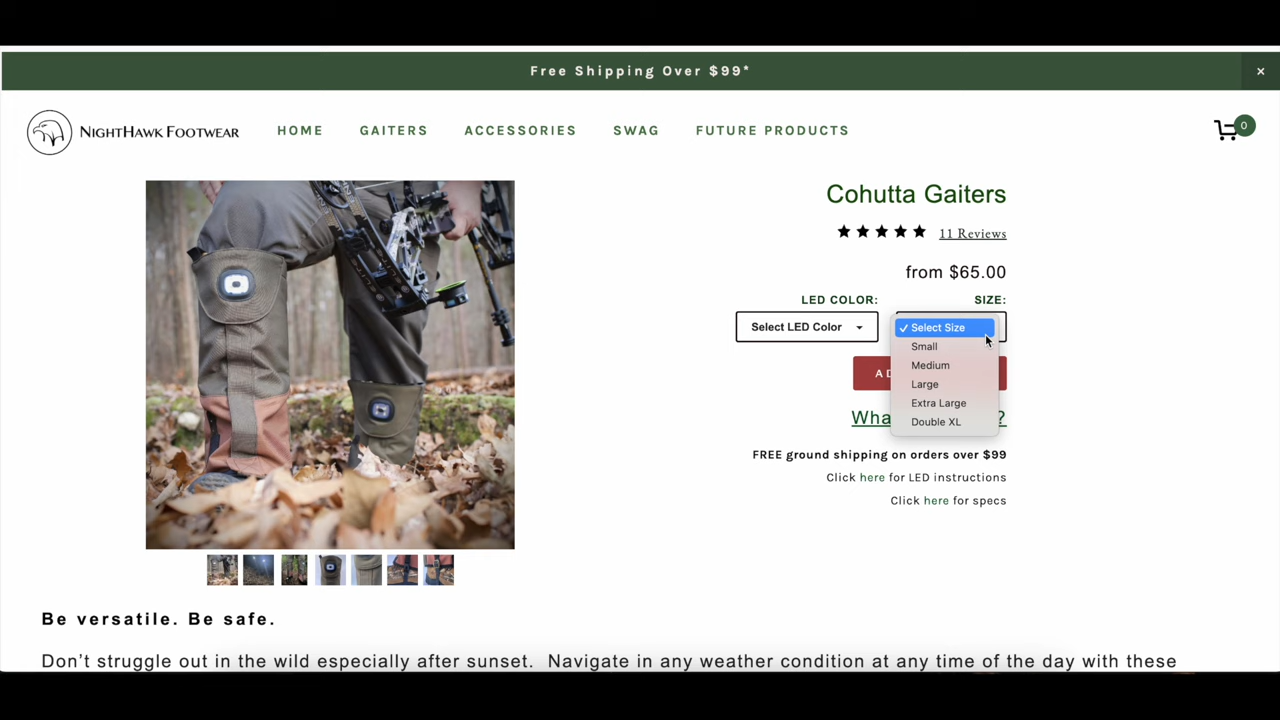 Free Shipping Over $99*
×
NIGHTHAWK FOOTWEAR
HOME
GAITERS
ACCESSORIES
SWAG
FUTURE PRODUCTS
0
Cohutta Gaiters
11 Reviews
from $65.00
LED COLOR:
SIZE:
Select LED Color
✓ Select Size
Small
Medium
Large
Extra Large
Double XL
FREE ground shipping on orders over $99
Click here for LED instructions
Click here for specs
Be versatile. Be safe.
Don’t struggle out in the wild especially after sunset. Navigate in any weather condition at any time of the day with these